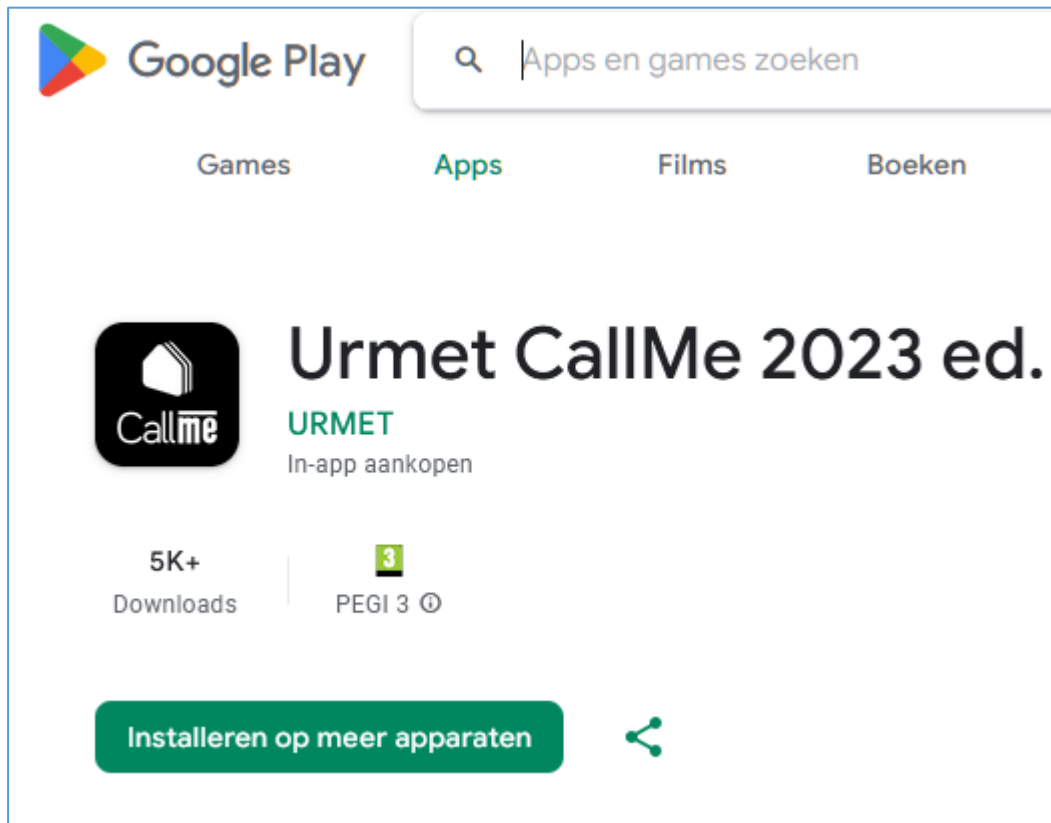 Google Play
Apps en games zoeken
Games Apps Films Boeken
Callme
Urmet CallMe 2023 ed.
URMET
In-app aankopen
5K+
3
Downloads
PEGI 3
Installeren op meer apparaten